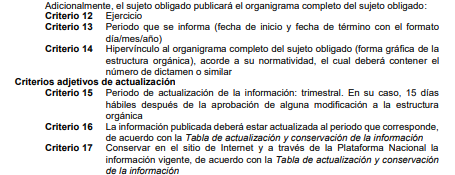 Adicionalmente, el sujeto obligado publicará el organigrama completo del sujeto obligado:
Criterio 12 Ejercicio
Criterio 13 Periodo que se informa (fecha de inicio y fecha de término con el formato
día/mes/año)
Criterio 14 Hipervínculo al organigrama completo del sujeto obligado (forma gráfica de la
estructura orgánica), acorde a su normatividad, el cual deberá contener el
número de dictamen o similar
Criterios adjetivos de actualización
Criterio 15 Periodo de actualización de la información: trimestral. En su caso, 15 días
hábiles después de la aprobación de alguna modificación a la estructura
orgánica
Criterio 16 La información publicada deberá estar actualizada al periodo que corresponde,
de acuerdo con la Tabla de actualización y conservación de la información
Criterio 17 Conservar en el sitio de Internet y a través de la Plataforma Nacional la
información vigente, de acuerdo con la Tabla de actualización y conservación
de la información